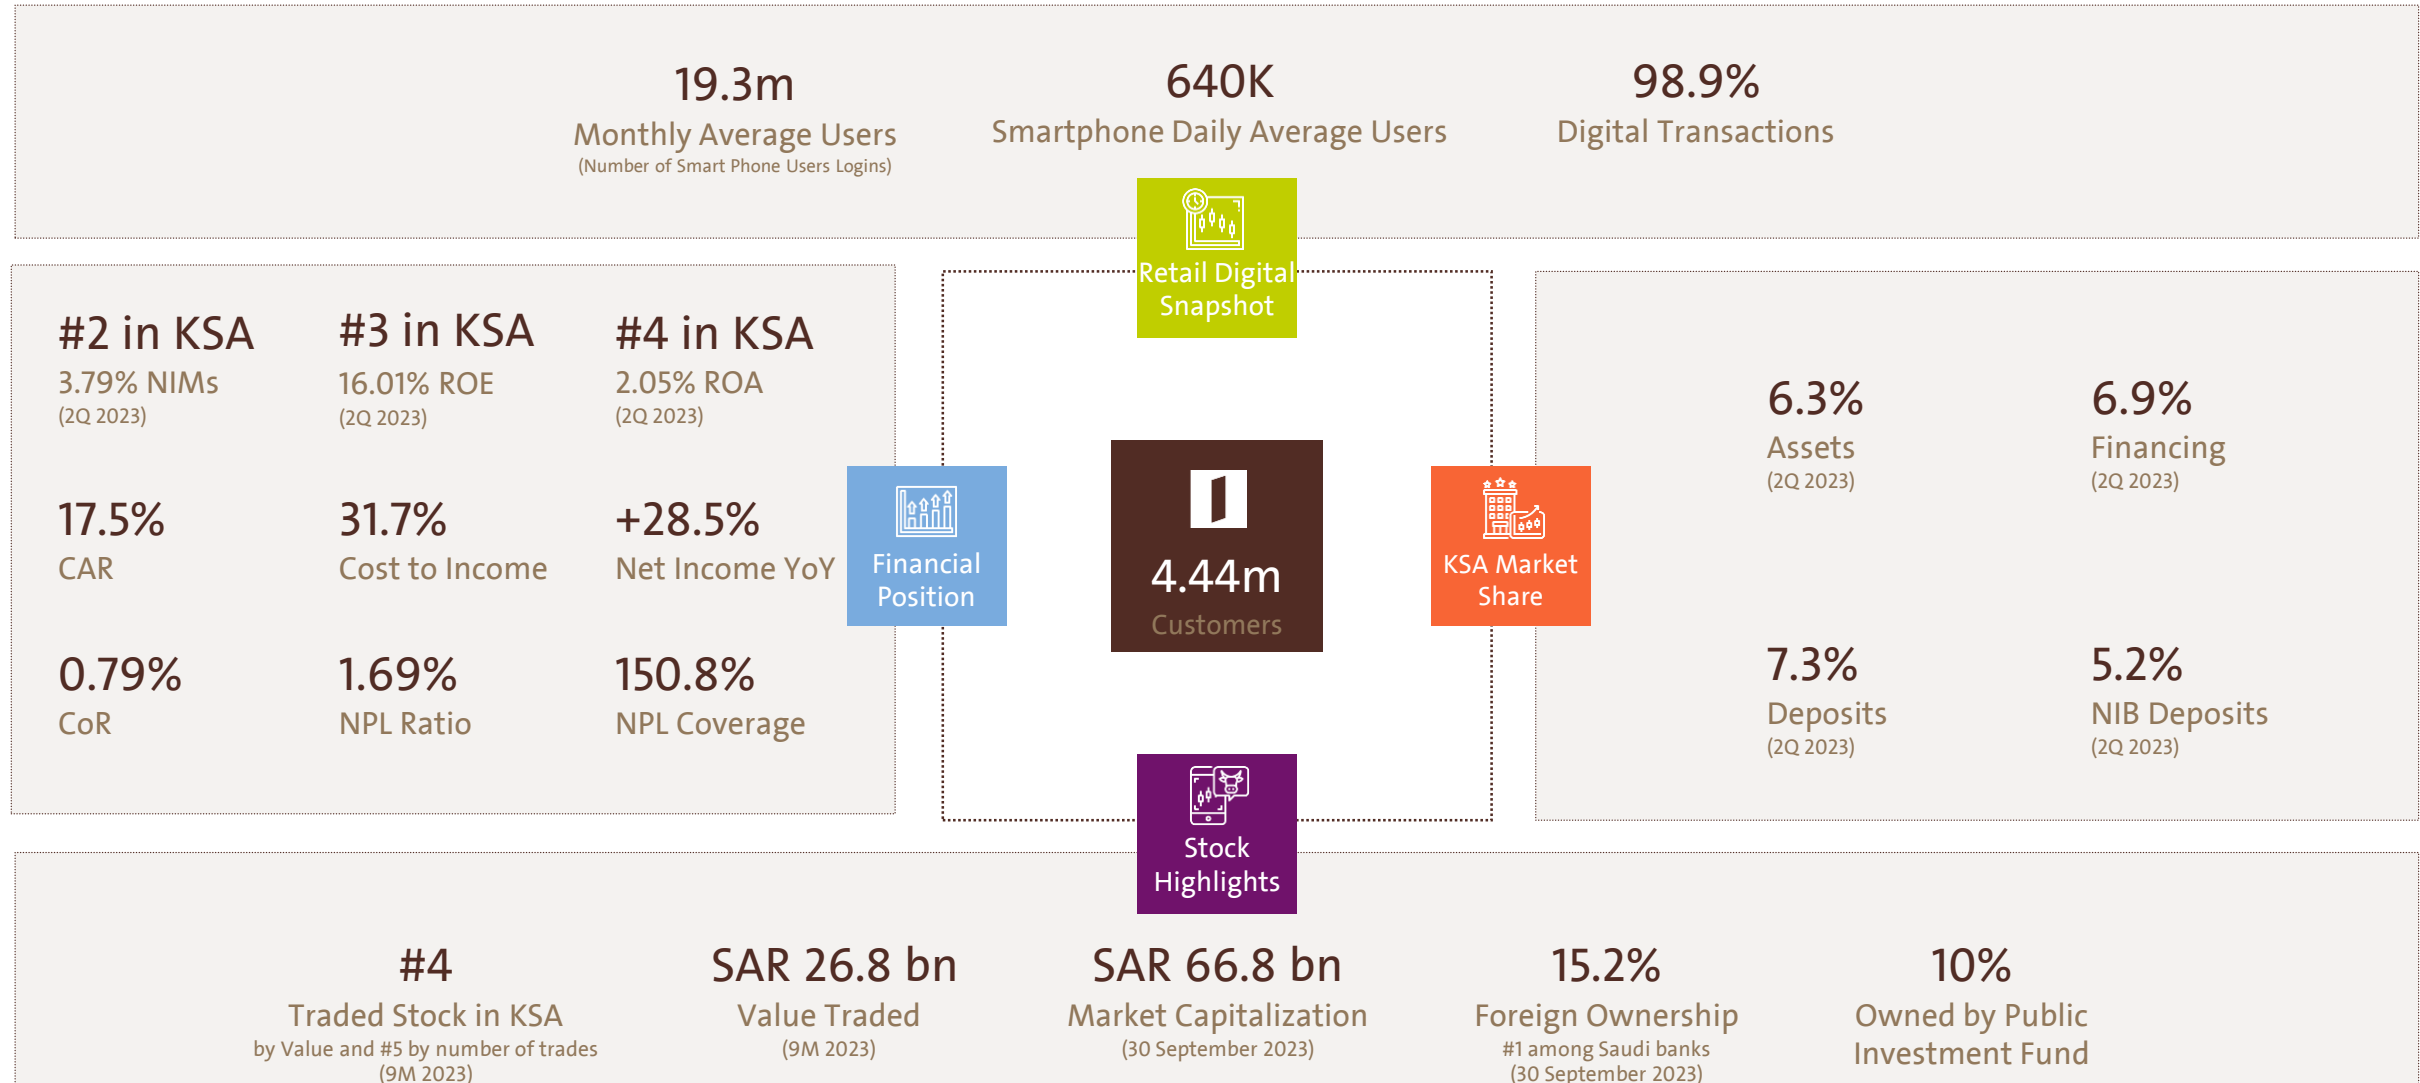 19.3m
Monthly Average Users
(Number of Smart Phone Users Logins)
640K
Smartphone Daily Average Users
98.9%
Digital Transactions
Retail Digital
Snapshot
#2 in KSA
3.79% NIMs
(2Q 2023)
#3 in KSA
16.01% ROE
(2Q 2023)
#4 in KSA
2.05% ROA
(2Q 2023)
17.5%
CAR
31.7%
Cost to Income
+28.5%
Net Income YoY
0.79%
CoR
1.69%
NPL Ratio
150.8%
NPL Coverage
Financial
Position
4.44m
Customers
KSA Market
Share
6.3%
Assets
(2Q 2023)
6.9%
Financing
(2Q 2023)
7.3%
Deposits
(2Q 2023)
5.2%
NIB Deposits
(2Q 2023)
Stock
Highlights
#4
Traded Stock in KSA
by Value and #5 by number of trades
(9M 2023)
SAR 26.8 bn
Value Traded
(9M 2023)
SAR 66.8 bn
Market Capitalization
(30 September 2023)
15.2%
Foreign Ownership
#1 among Saudi banks
(30 September 2023)
10%
Owned by Public
Investment Fund